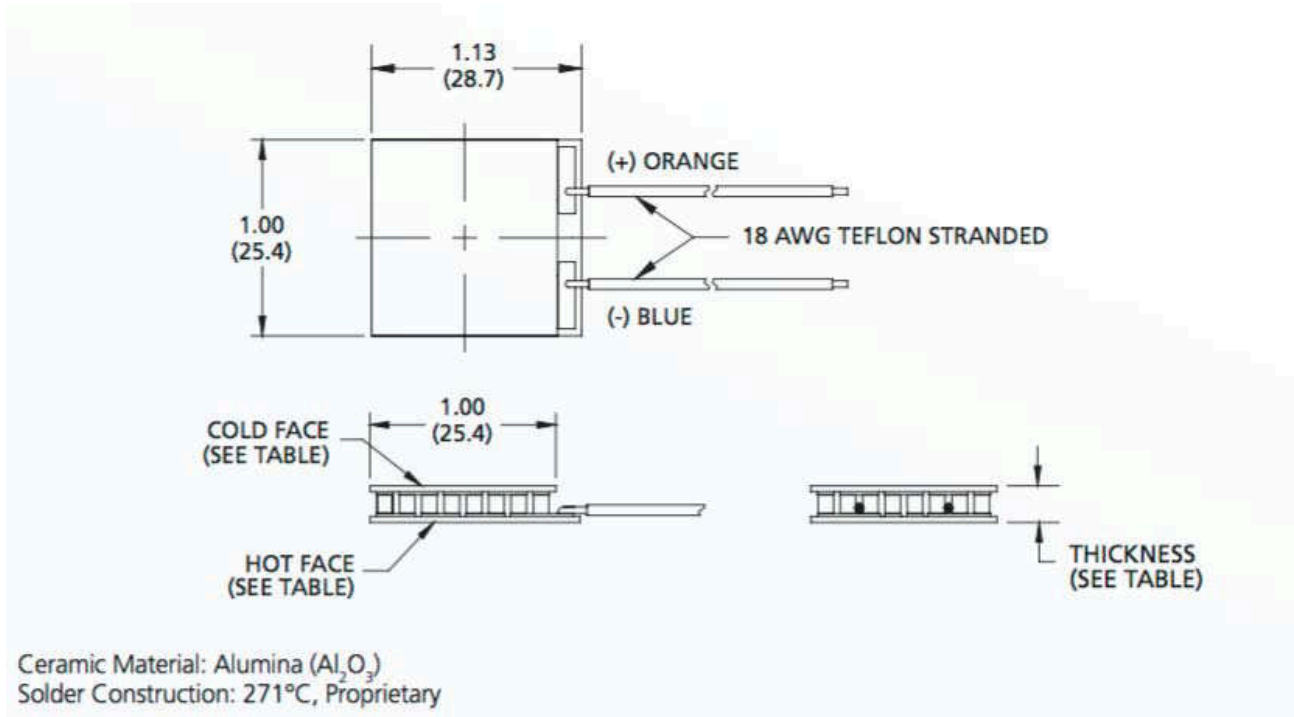 1.13
(28.7)
(+) ORANGE
1.00
(25.4)
18 AWG TEFLON STRANDED
(-) BLUE
1.00
(25.4)
COLD FACE
(SEE TABLE)
HOT FACE
(SEE TABLE)
THICKNESS
(SEE TABLE)
Ceramic Material: Alumina (Al₂O₃)
Solder Construction: 271°C, Proprietary